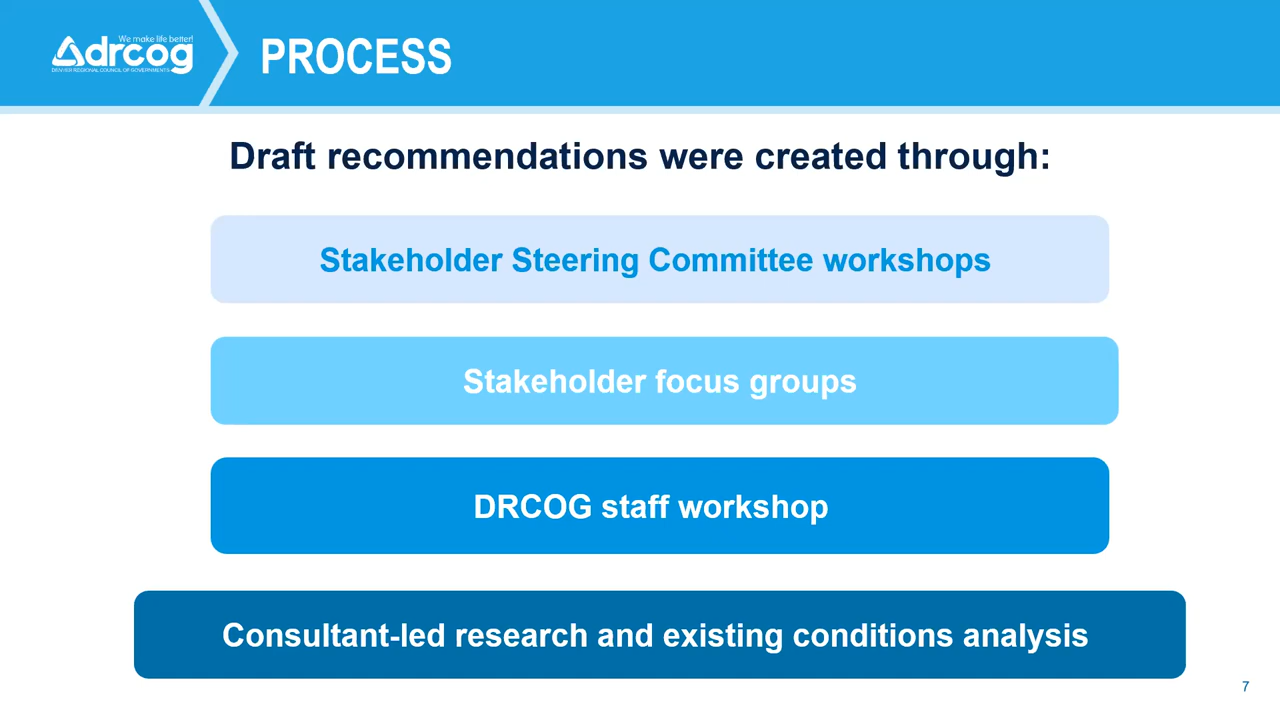 We make life better!
drcog
DENVER REGIONAL COUNCIL OF GOVERNMENTS
PROCESS
Draft recommendations were created through:
Stakeholder Steering Committee workshops
Stakeholder focus groups
DRCOG staff workshop
Consultant-led research and existing conditions analysis
7